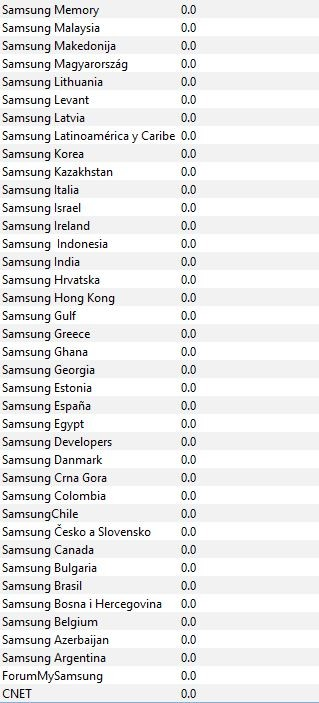 Samsung Memory 0.0
Samsung Malaysia 0.0
Samsung Makedonija 0.0
Samsung Magyarország 0.0
Samsung Lithuania 0.0
Samsung Levant 0.0
Samsung Latvia 0.0
Samsung Latinoamérica y Caribe 0.0
Samsung Korea 0.0
Samsung Kazakhstan 0.0
Samsung Italia 0.0
Samsung Israel 0.0
Samsung Ireland 0.0
Samsung  Indonesia 0.0
Samsung India 0.0
Samsung Hrvatska 0.0
Samsung Hong Kong 0.0
Samsung Gulf 0.0
Samsung Greece 0.0
Samsung Ghana 0.0
Samsung Georgia 0.0
Samsung Estonia 0.0
Samsung España 0.0
Samsung Egypt 0.0
Samsung Developers 0.0
Samsung Danmark 0.0
Samsung Crna Gora 0.0
Samsung Colombia 0.0
SamsungChile 0.0
Samsung Česko a Slovensko 0.0
Samsung Canada 0.0
Samsung Bulgaria 0.0
Samsung Brasil 0.0
Samsung Bosna i Hercegovina 0.0
Samsung Belgium 0.0
Samsung Azerbaijan 0.0
Samsung Argentina 0.0
ForumMySamsung 0.0
CNET 0.0